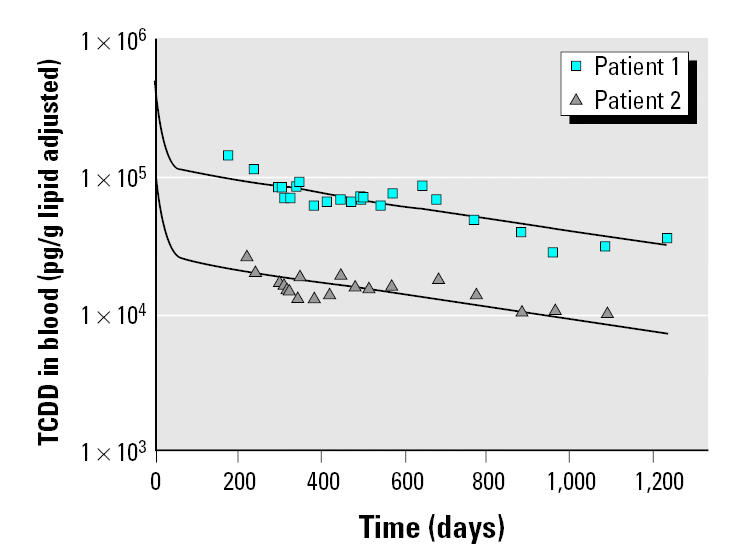 1 × 10⁶
1 × 10⁵
1 × 10⁴
1 × 10³
TCDD in blood (pg/g lipid adjusted)
Patient 1
Patient 2
0 200 400 600 800 1,000 1,200
Time (days)